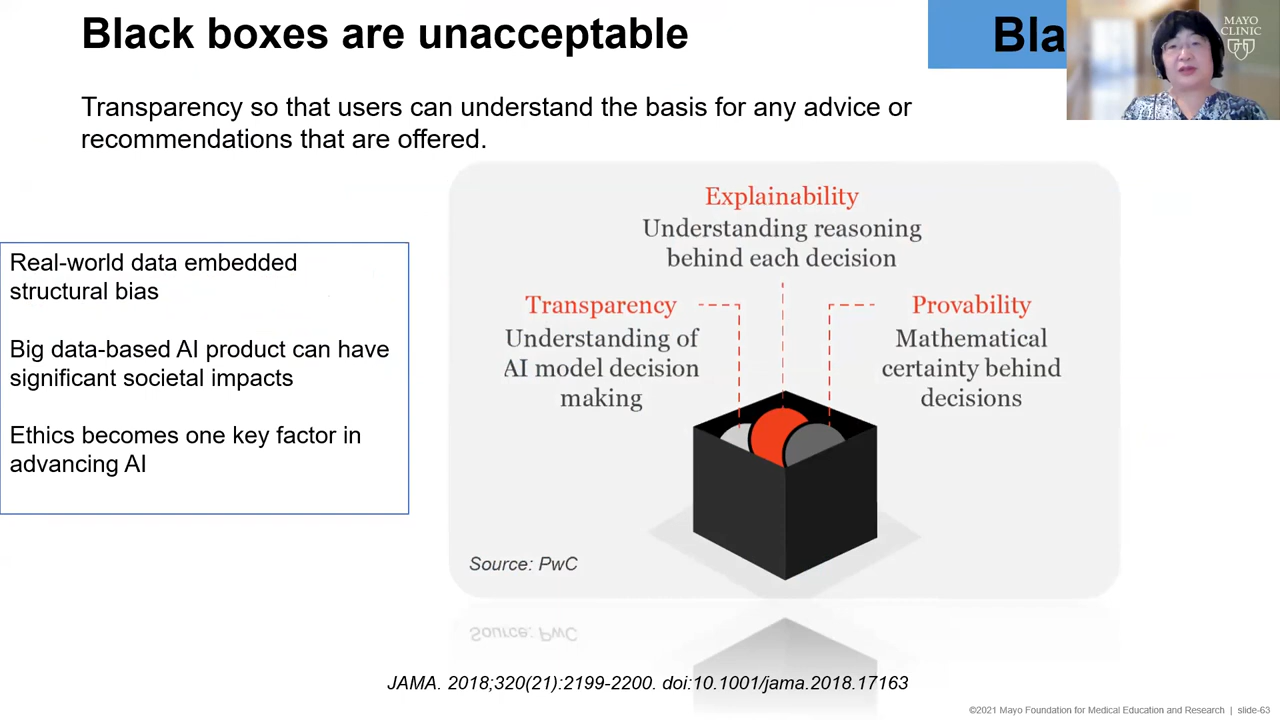 Black boxes are unacceptable
Bla
MAYO
CLINIC
Transparency so that users can understand the basis for any advice or
recommendations that are offered.
Real-world data embedded
structural bias
Big data-based AI product can have
significant societal impacts
Ethics becomes one key factor in
advancing AI
Explainability
Understanding reasoning
behind each decision
Transparency
Understanding of
AI model decision
making
Provability
Mathematical
certainty behind
decisions
Source: PwC
Source: PwC
JAMA. 2018;320(21):2199-2200. doi:10.1001/jama.2018.17163
©2021 Mayo Foundation for Medical Education and Research | slide-63